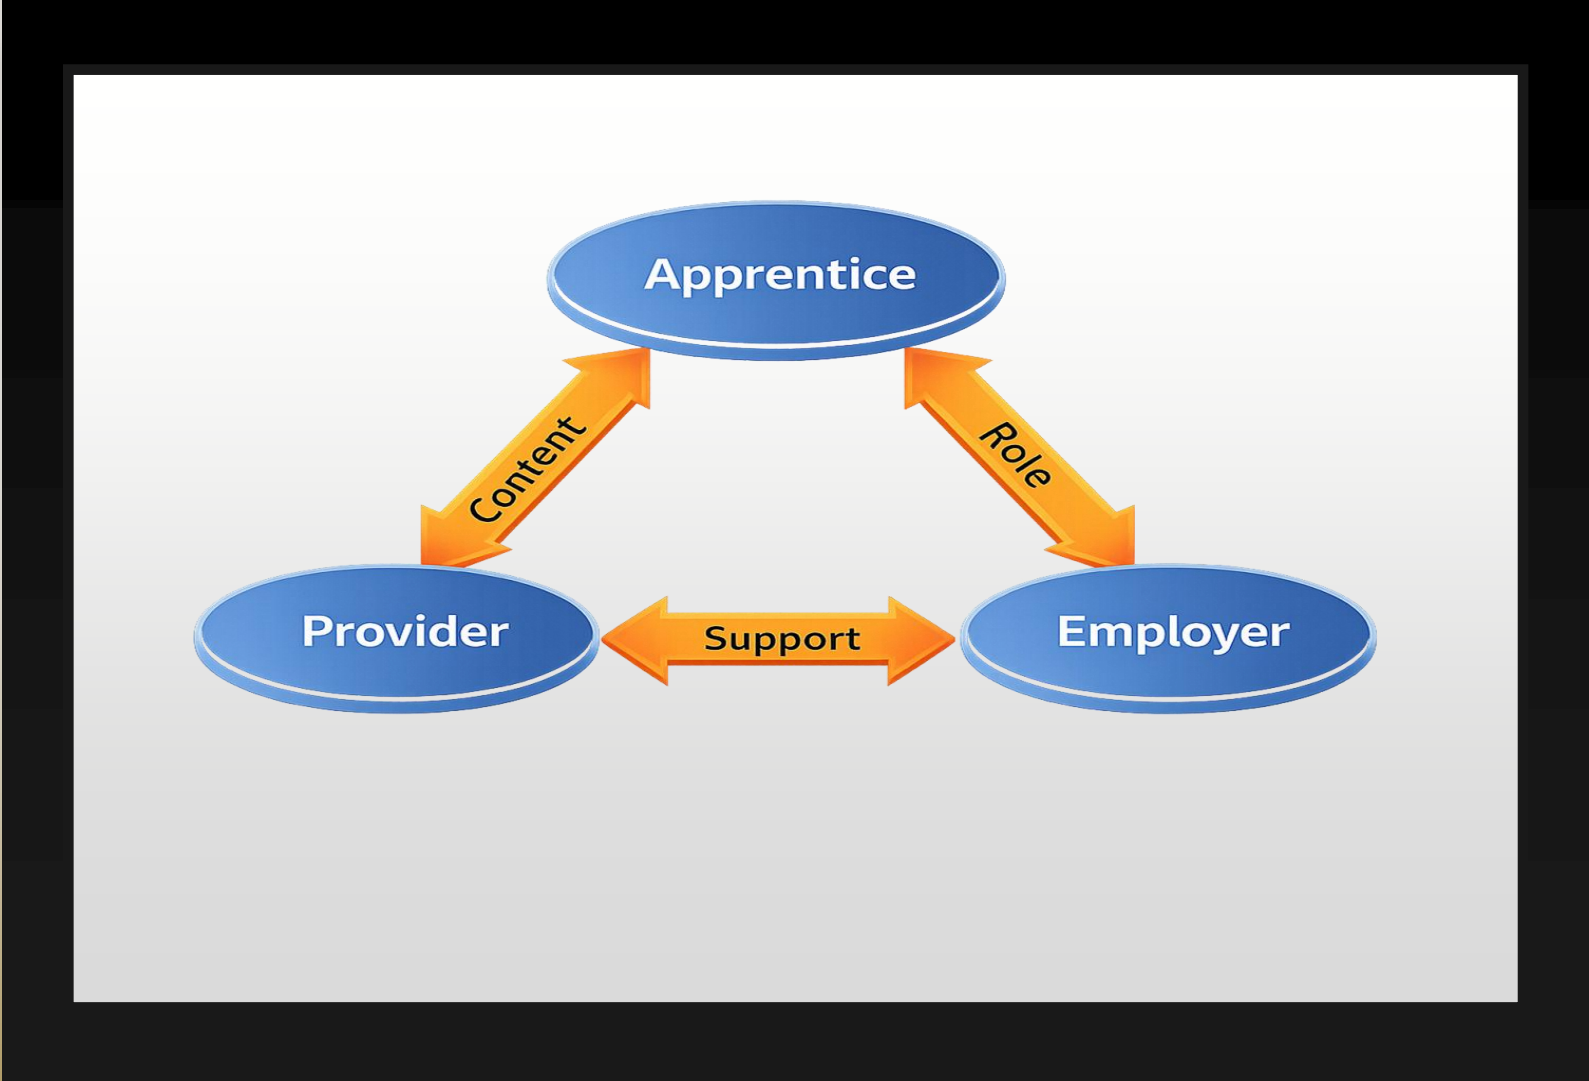 Apprentice
Content
Role
Provider
Support
Employer